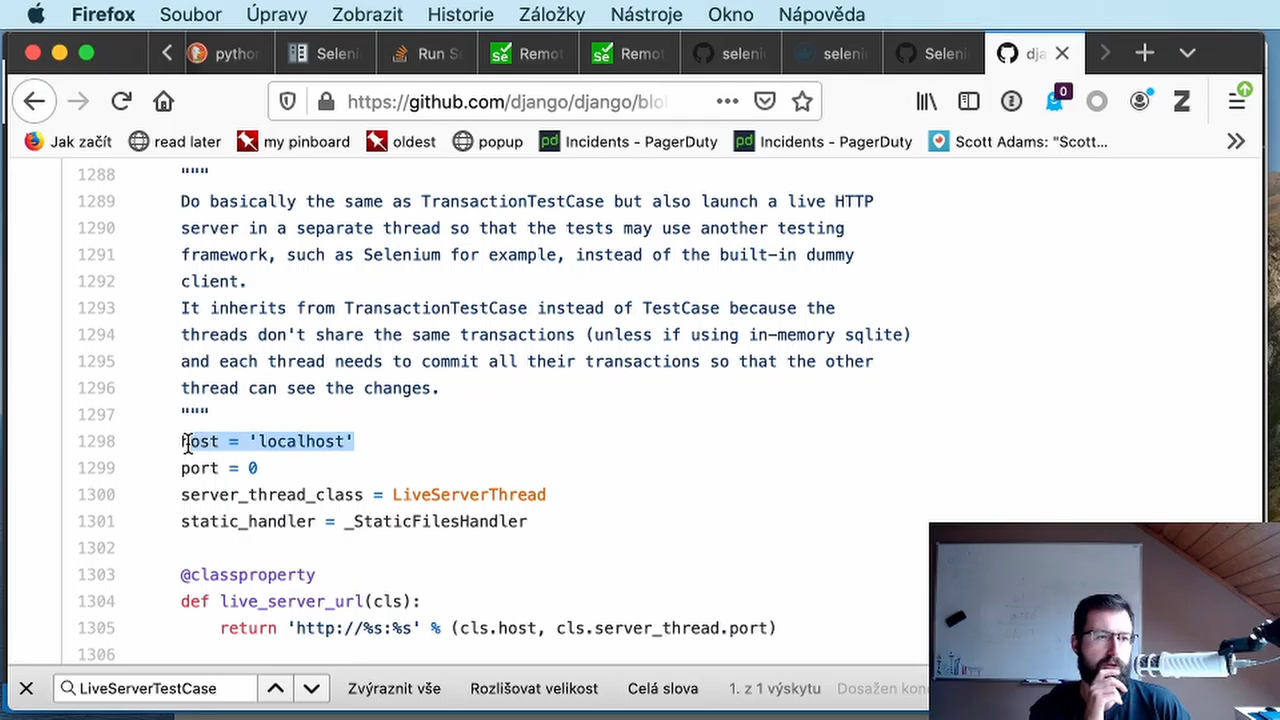 Firefox Soubor Úpravy Zobrazit Historie Záložky Nástroje Okno Nápověda
python Seleni Run S Remot Remot seleni seleni Seleni dja
https://github.com/django/django/blo 0 Z
Jak začít read later my pinboard oldest popup pd Incidents - PagerDuty pd Incidents - PagerDuty Scott Adams: "Scott...
1288 """
1289 Do basically the same as TransactionTestCase but also launch a live HTTP
1290 server in a separate thread so that the tests may use another testing
1291 framework, such as Selenium for example, instead of the built-in dummy
1292 client.
1293 It inherits from TransactionTestCase instead of TestCase because the
1294 threads don't share the same transactions (unless if using in-memory sqlite)
1295 and each thread needs to commit all their transactions so that the other
1296 thread can see the changes.
1297 """
1298 host = 'localhost'
1299 port = 0
1300 server_thread_class = LiveServerThread
1301 static_handler = _StaticFilesHandler
1302
1303 @classproperty
1304 def live_server_url(cls):
1305 return 'http://%s:%s' % (cls.host, cls.server_thread.port)
1306
LiveServerTestCase Zvýraznit vše Rozlišovat velikost Celá slova 1. z 1 výskytu Dosažen kon